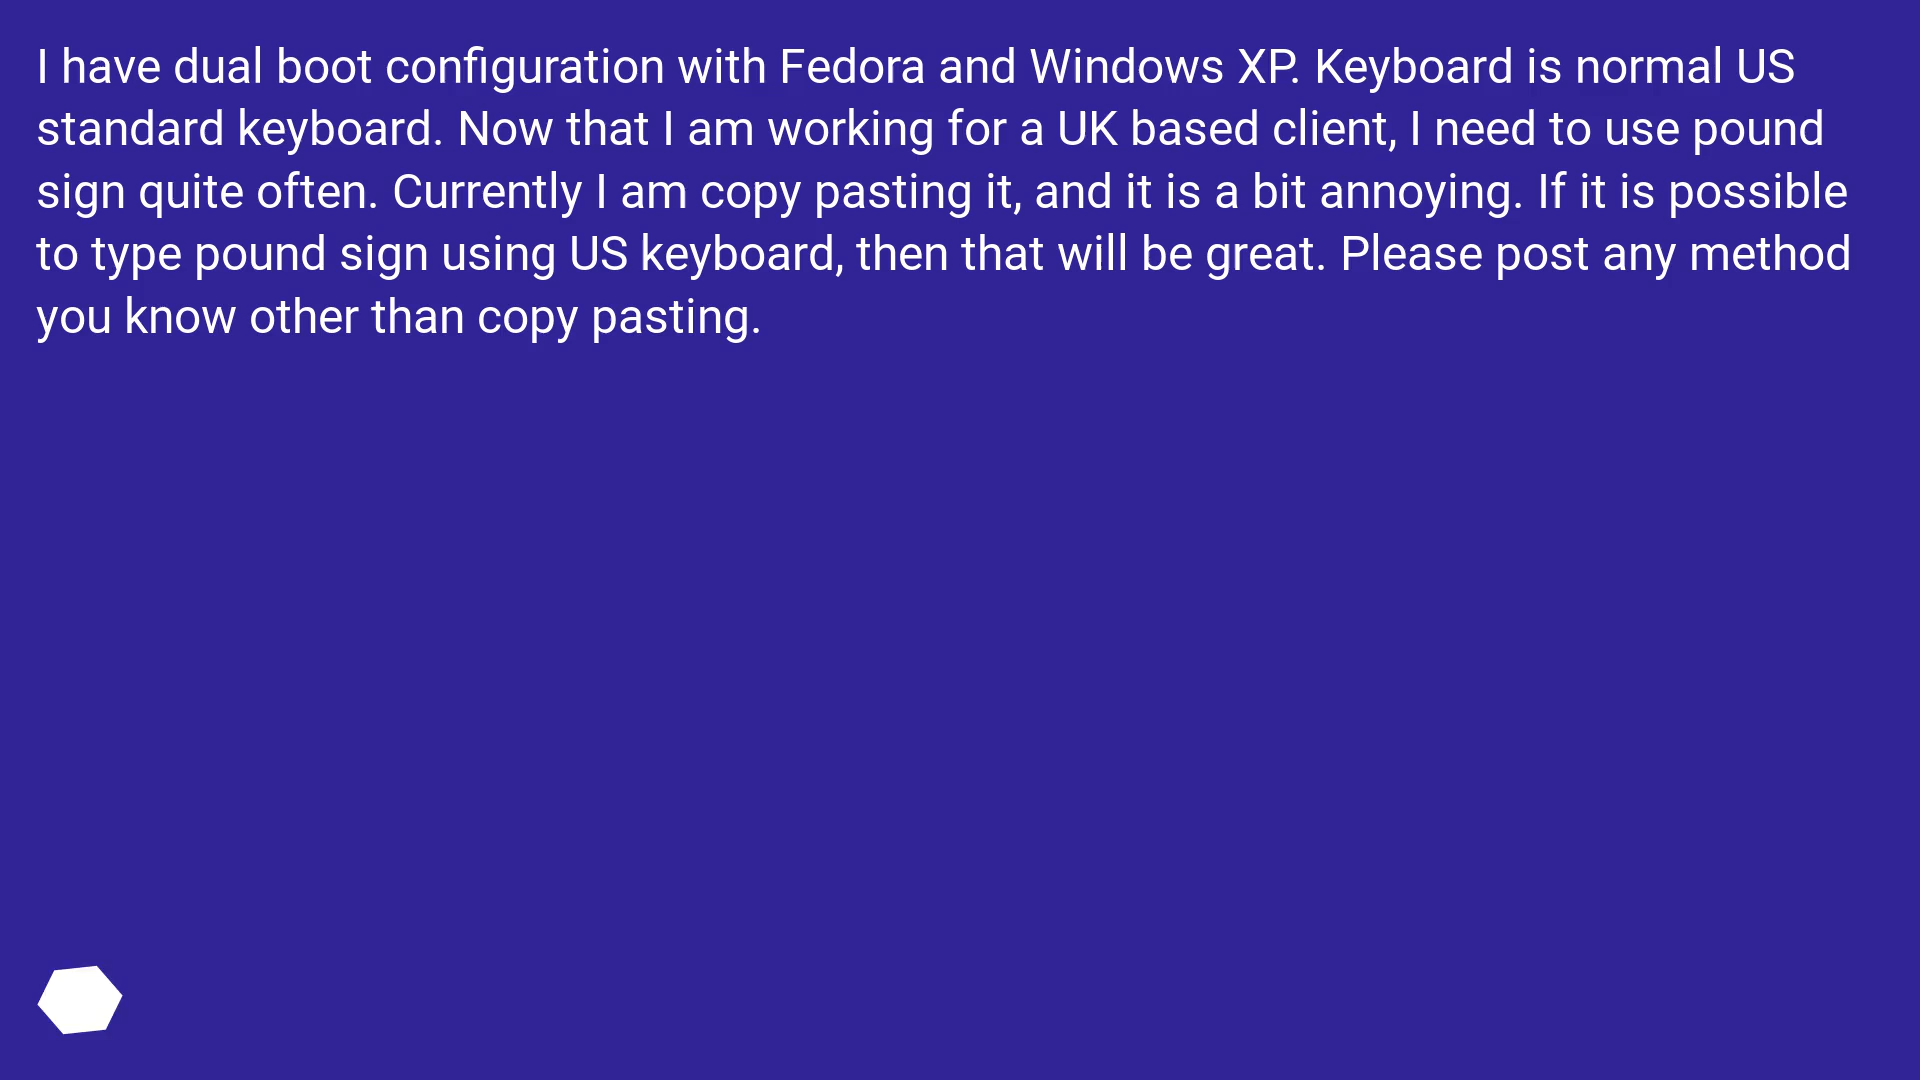 I have dual boot configuration with Fedora and Windows XP. Keyboard is normal US
standard keyboard. Now that I am working for a UK based client, I need to use pound
sign quite often. Currently I am copy pasting it, and it is a bit annoying. If it is possible
to type pound sign using US keyboard, then that will be great. Please post any method
you know other than copy pasting.